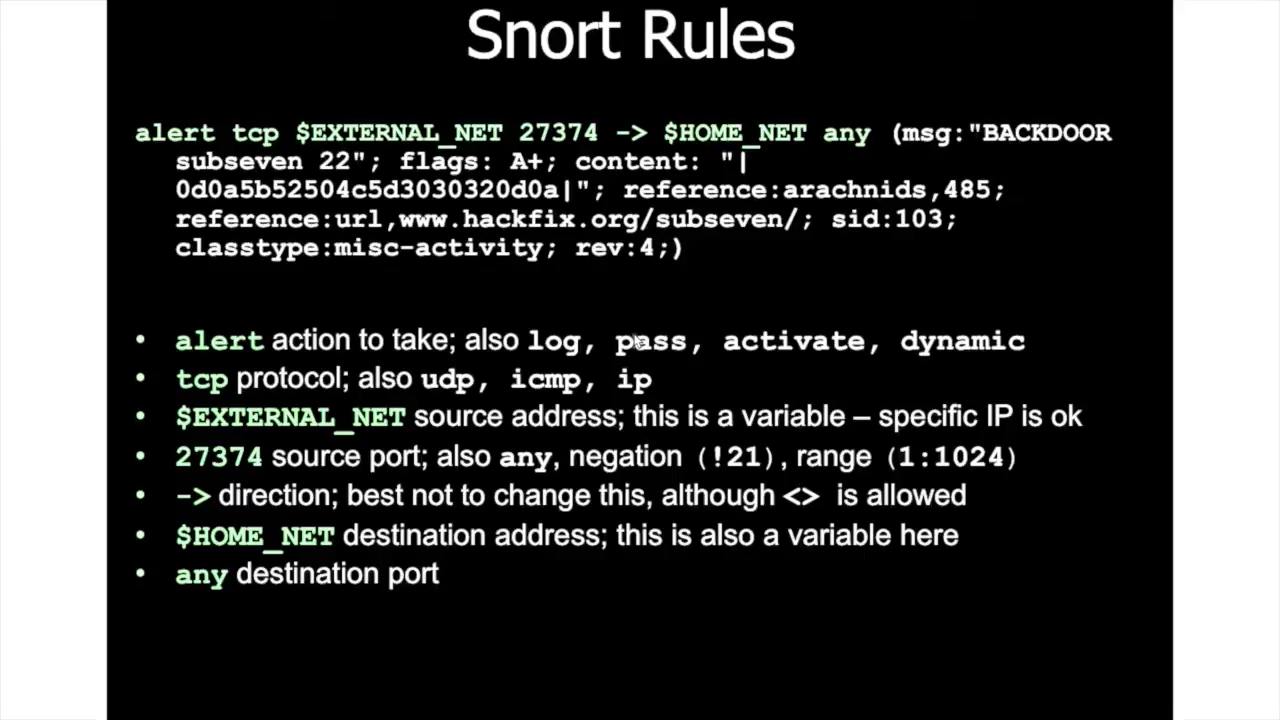 Snort Rules
alert tcp $EXTERNAL_NET 27374 -> $HOME_NET any (msg:"BACKDOOR
subseven 22"; flags: A+; content: "|
0d0a5b52504c5d3030320d0a|"; reference:arachnids,485;
reference:url,www.hackfix.org/subseven/; sid:103;
classtype:misc-activity; rev:4;)
• alert action to take; also log, pass, activate, dynamic
• tcp protocol; also udp, icmp, ip
• $EXTERNAL_NET source address; this is a variable – specific IP is ok
• 27374 source port; also any, negation (!21), range (1:1024)
• -> direction; best not to change this, although <> is allowed
• $HOME_NET destination address; this is also a variable here
• any destination port